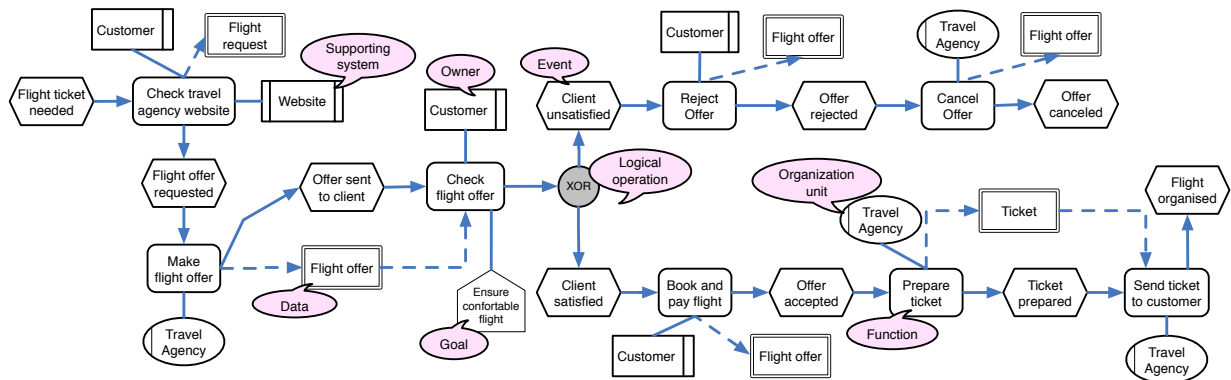 Customer
Flight
request
Supporting
system
Flight ticket
needed
Check travel
agency website
Website
Owner
Customer
Event
Client
unsatisfied
Customer
Flight offer
Reject
Offer
Offer
rejected
Travel
Agency
Flight offer
Cancel
Offer
Offer
canceled
Flight offer
requested
Offer sent
to client
Check
flight offer
XOR
Logical
operation
Organization
unit
Travel
Agency
Ticket
Flight
organised
Make
flight offer
Flight offer
Data
Ensure
confortable
flight
Goal
Client
satisfied
Book and
pay flight
Offer
accepted
Prepare
ticket
Function
Ticket
prepared
Send ticket
to customer
Travel
Agency
Customer
Flight offer
Travel
Agency